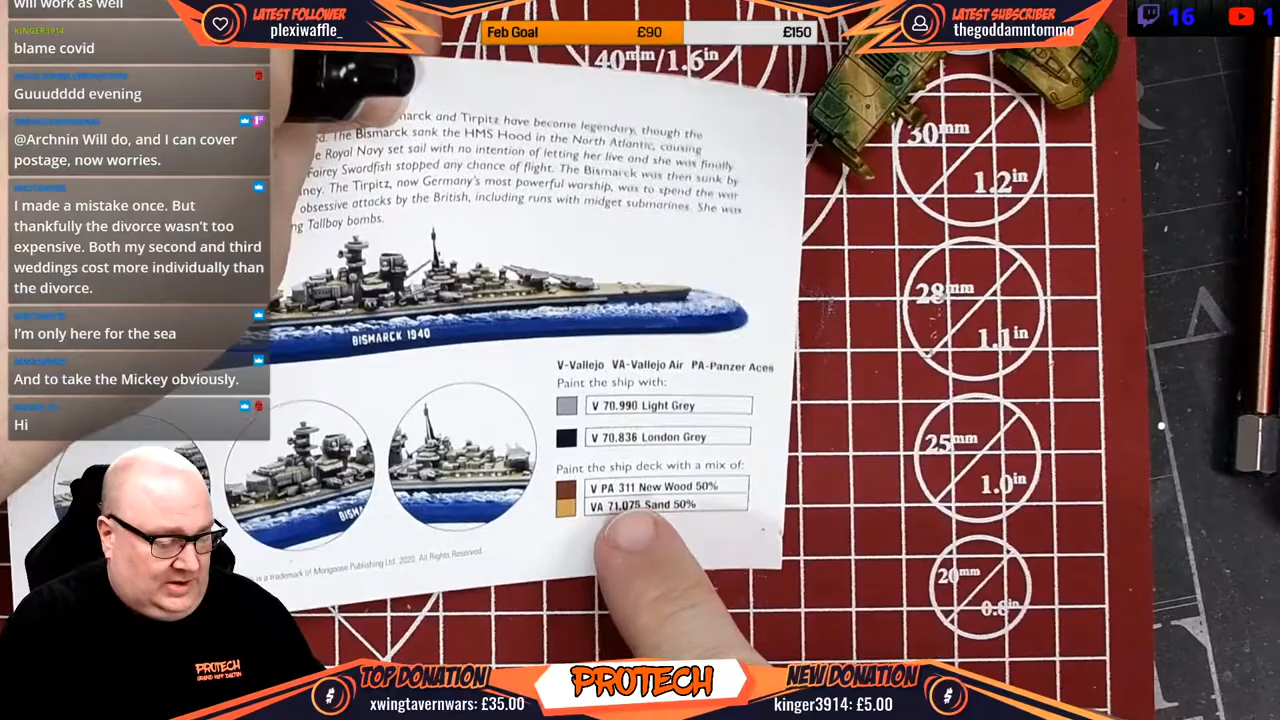 will work as well
KINGER3914
blame covid
Guuudddd evening
@Archnin Will do, and I can cover
postage, now worries.
I made a mistake once. But
thankfully the divorce wasn't too
expensive. Both my second and third
weddings cost more individually than
the divorce.
I'm only here for the sea
And to take the Mickey obviously.
Hi
LATEST FOLLOWER
plexiwaffle_
Feb Goal £90 £150
LATEST SUBSCRIBER
thegoddamntommo
16
1
40mm/1.6in
and Tirpitz have become legendary, though the
The Bismarck sank the HMS Hood in the North Atlantic, causing
Royal Navy set sail with no intention of letting her live and she was finally
Fairey Swordfish stopped any chance of flight. The Bismarck was then sunk by
The Tirpitz, now Germany's most powerful warship, was to spend the war
obsessive attacks by the British, including runs with midget submarines. She was
Tallboy bombs.
BISMARCK 1940
V-Vallejo VA-Vallejo Air PA-Panzer Aces
Paint the ship with:
V 70.990 Light Grey
V 70.836 London Grey
Paint the ship deck with a mix of:
V PA 311 New Wood 50%
VA 71.075 Sand 50%
is a trademark of Mongoose Publishing Ltd. 2020. All Rights Reserved.
30mm
1.2in
28mm
1.1in
25mm
1.0in
20mm
0.8in
PROTECH
TOP DONATION
xwingtavernwars: £35.00
PROTECH
NEW DONATION
kinger3914: £5.00